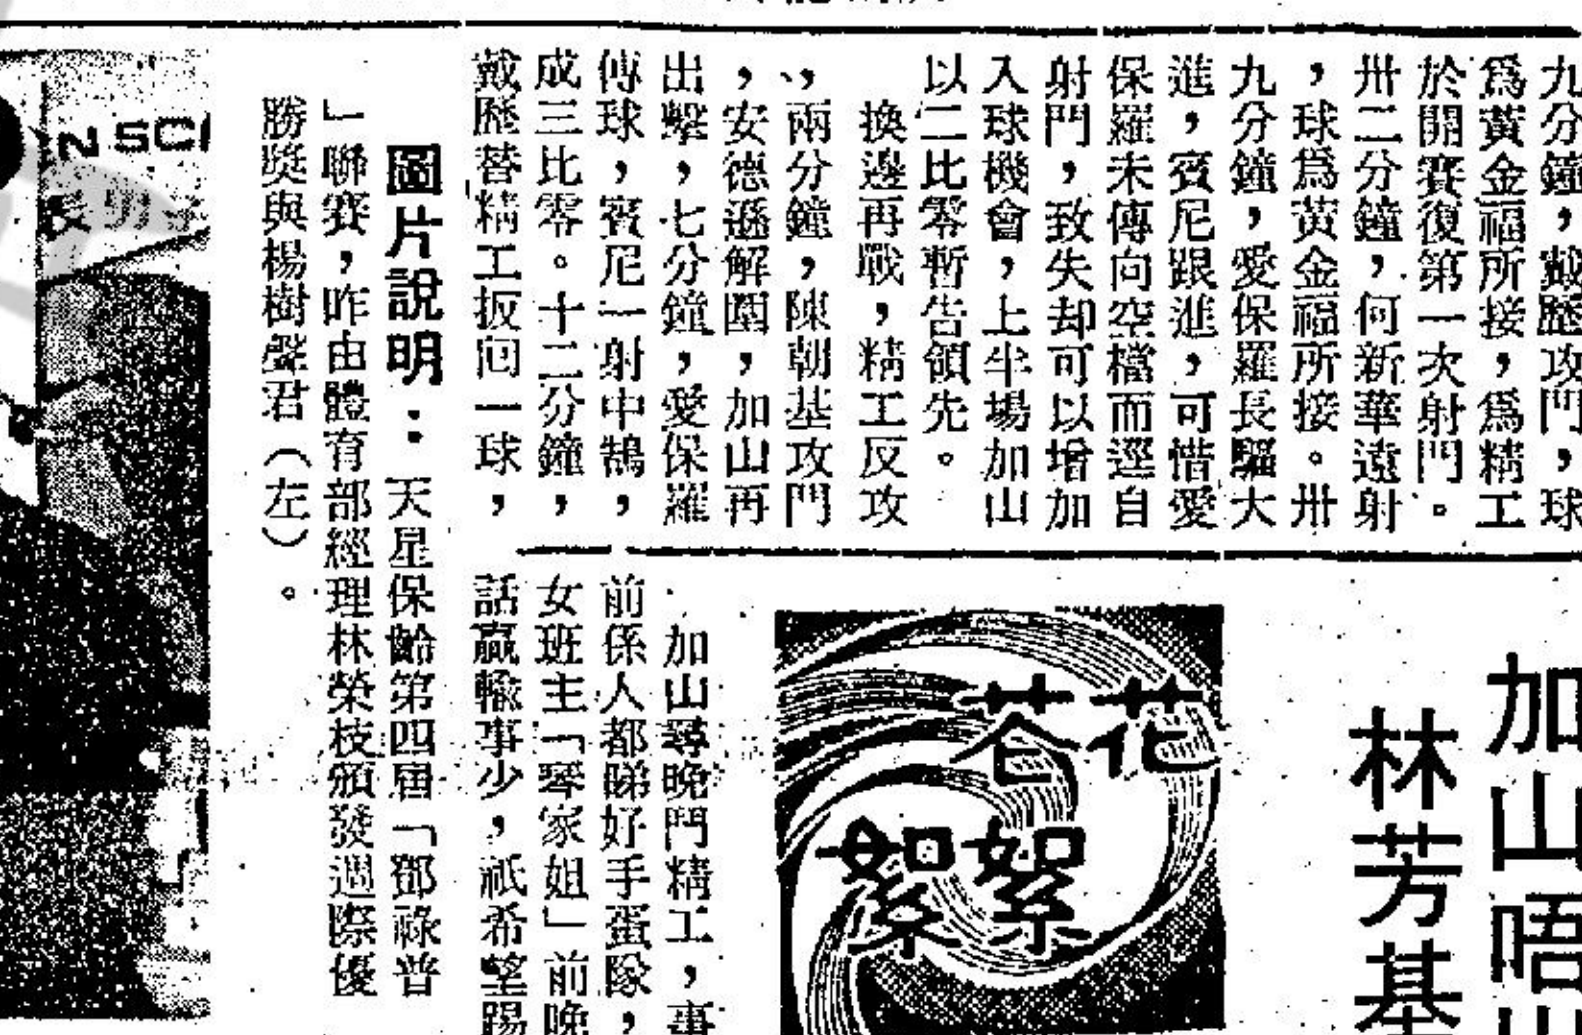 九分鐘，戴歷攻門，球
爲黃金福所接，爲精工
於開賽復第一次射門。
卅二分鐘，何新華遠射
，球爲黃金福所接。卅
九分鐘，愛保羅長驅大
進，賓尼跟進，可惜愛
保羅未傳向空檔而逕自
射門，致失却可以增加
入球機會，上半場加山
以二比零暫告領先。
換邊再戰，精工反攻
，兩分鐘，陳朝基攻門
，安德遜解圍，加山再
出擊，七分鐘，愛保羅
傳球，賓尼一射中鵠，
成三比零。十二分鐘，
戴歷替精工扳囘一球，
圖片說明：天星保齡第四屆「鄧祿普
」聯賽，昨由體育部經理林榮枝頒發週際優
勝獎與楊樹聲君（左）。
N SCI
加山唔
林芳基
花花
絮絮
加山尋晚鬥精工，事
前係人都睇好手蛋隊，
女班主「琴家姐」前晚
話贏輸事少，祇希望踢